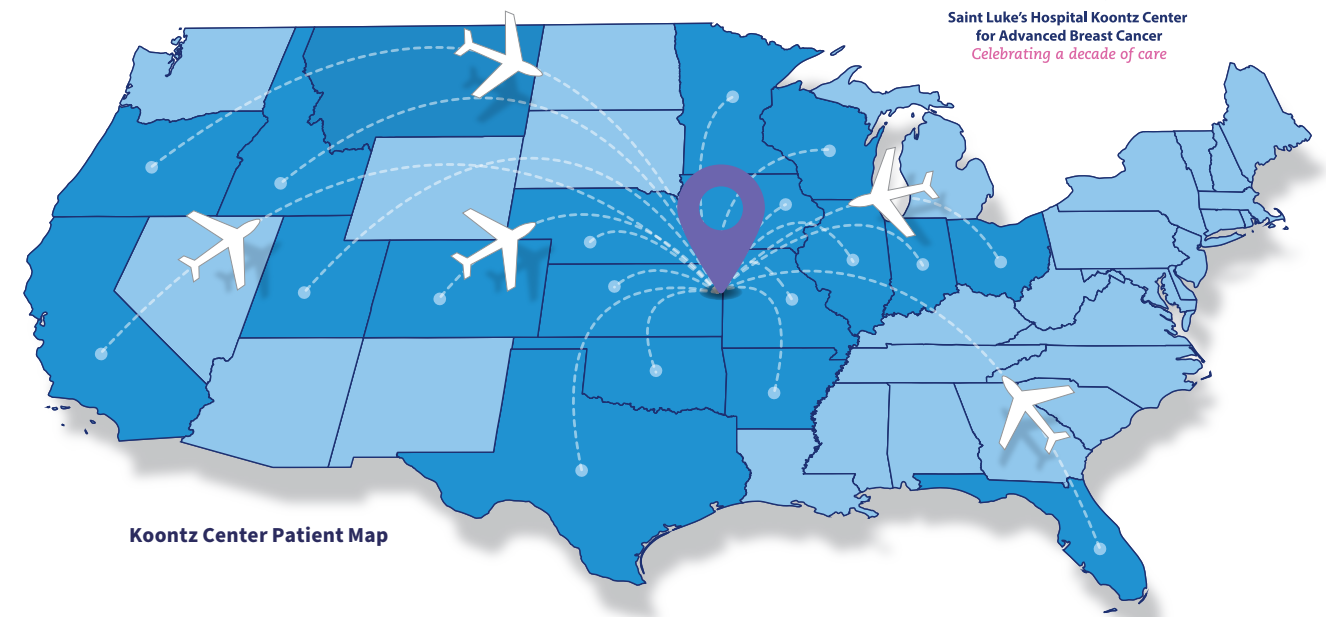 Saint Luke's Hospital Koontz Center
for Advanced Breast Cancer
Celebrating a decade of care
Koontz Center Patient Map